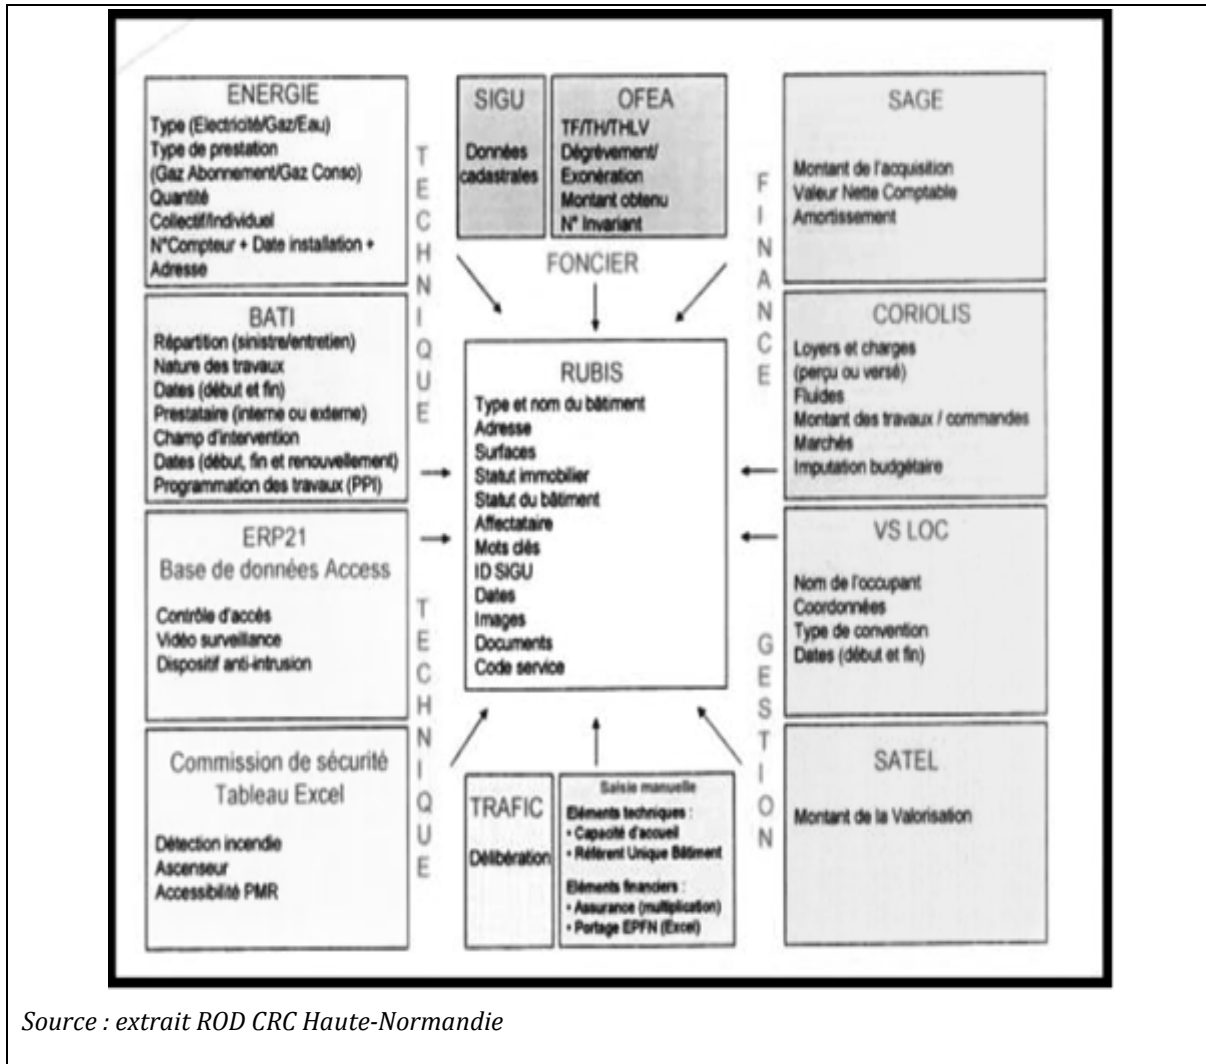 ENERGIE
Type (Electricité/Gaz/Eau)
Type de prestation
(Gaz Abonnement/Gaz Conso)
Quantité
Collectif/Individuel
N°Compteur + Date installation +
Adresse
BATI
Répartition (sinistre/entretien)
Nature des travaux
Dates (début et fin)
Prestataire (interne ou externe)
Champ d'intervention
Dates (début, fin et renouvellement)
Programmation des travaux (PPI)
ERP21
Base de données Access
Contrôle d'accès
Vidéo surveillance
Dispositif anti-intrusion
Commission de sécurité
Tableau Excel
Détection incendie
Ascenseur
Accessibilité PMR
TECHNIQUE
TECHNIQUE
SIGU
Données
cadastrales
OFEA
TF/TH/THLV
Dégrèvement/
Exonération
Montant obtenu
N° Invariant
FONCIER
RUBIS
Type et nom du bâtiment
Adresse
Surfaces
Statut immobilier
Statut du bâtiment
Affectataire
Mots clés
ID SIGU
Dates
Images
Documents
Code service
TRAFIC
Délibération
Saisie manuelle
Eléments techniques :
• Capacité d'accueil
• Référent Unique Bâtiment
Eléments financiers :
• Assurance (multiplication)
• Portage EPFN (Excel)
FINANCE
GESTION
SAGE
Montant de l'acquisition
Valeur Nette Comptable
Amortissement
CORIOLIS
Loyers et charges
(perçu ou versé)
Fluides
Montant des travaux / commandes
Marchés
Imputation budgétaire
VS LOC
Nom de l'occupant
Coordonnées
Type de convention
Dates (début et fin)
SATEL
Montant de la Valorisation
Source : extrait ROD CRC Haute-Normandie